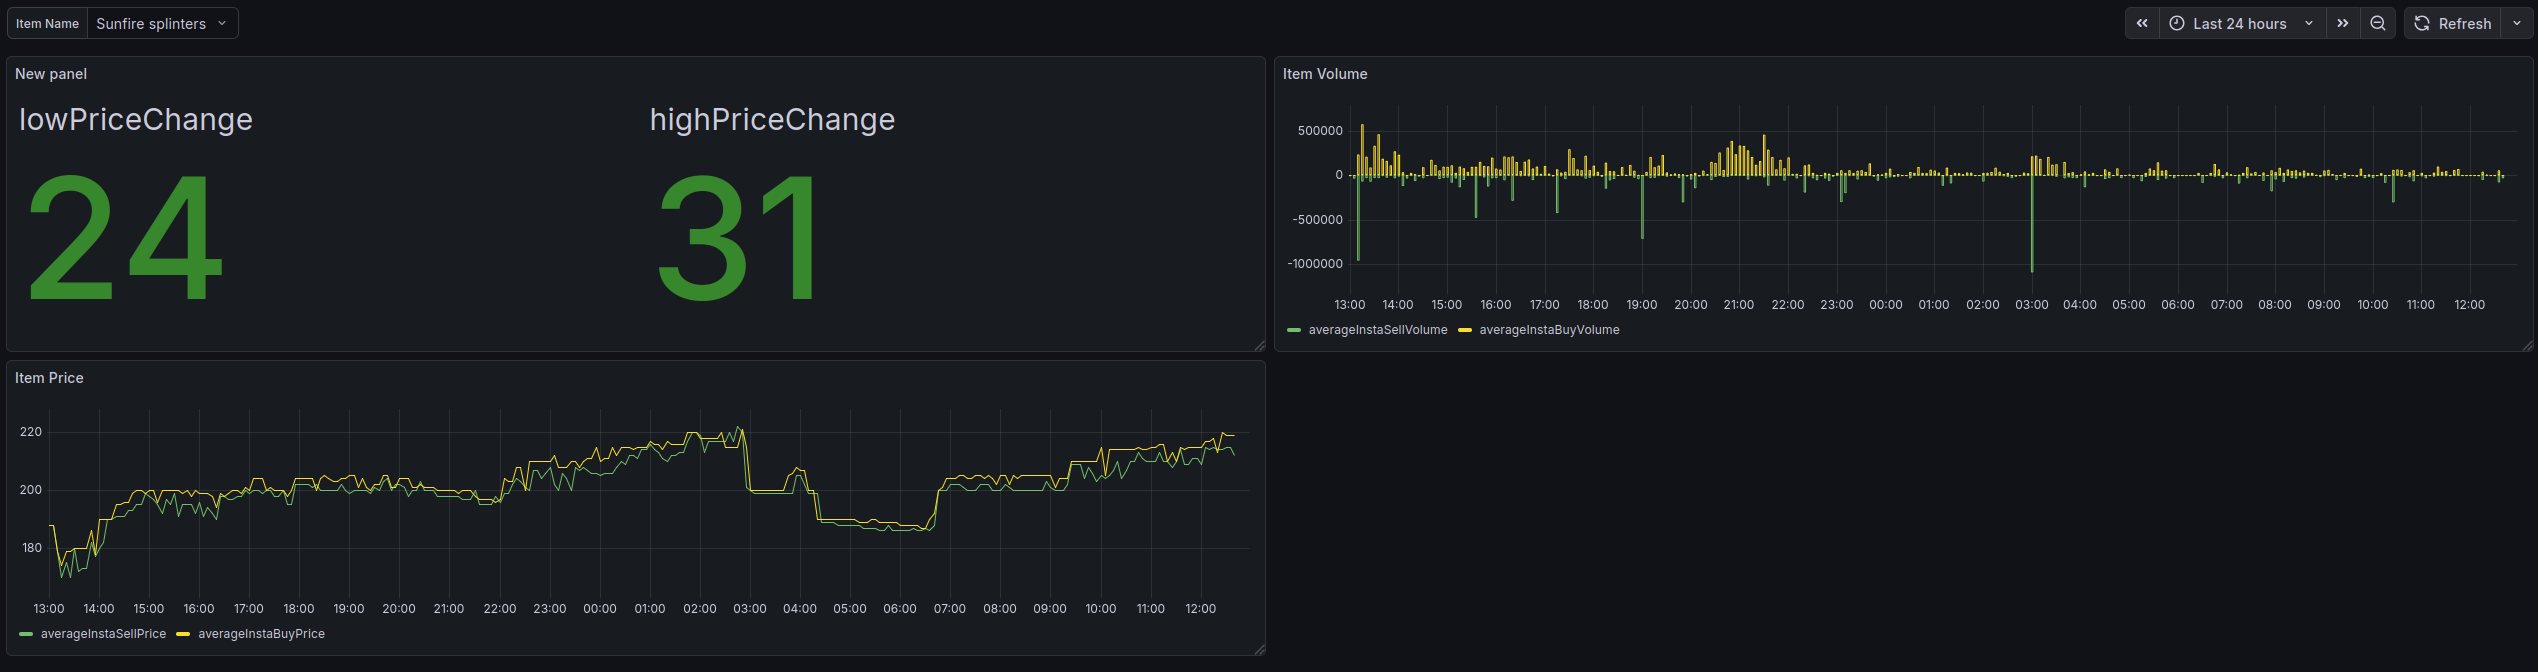 Item Name Sunfire splinters Last 24 hours Refresh
New panel
lowPriceChange highPriceChange
24 31
Item Volume
500000
0
-500000
-1000000
13:00 14:00 15:00 16:00 17:00 18:00 19:00 20:00 21:00 22:00 23:00 00:00 01:00 02:00 03:00 04:00 05:00 06:00 07:00 08:00 09:00 10:00 11:00 12:00
averageInstaSellVolume averageInstaBuyVolume
Item Price
220
200
180
13:00 14:00 15:00 16:00 17:00 18:00 19:00 20:00 21:00 22:00 23:00 00:00 01:00 02:00 03:00 04:00 05:00 06:00 07:00 08:00 09:00 10:00 11:00 12:00
averageInstaSellPrice averageInstaBuyPrice